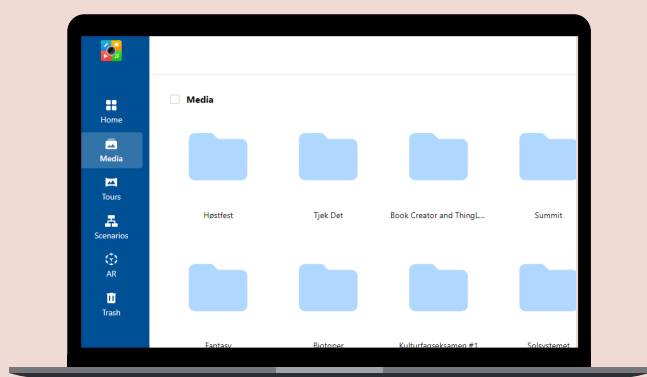 Home
Media
Tours
Scenarios
AR
Trash
Media
Høstfest
Tjek Det
Book Creator and ThingL...
Summit
Fantasy
Biotoper
Kulturfagseksamen #1
Solsystemet